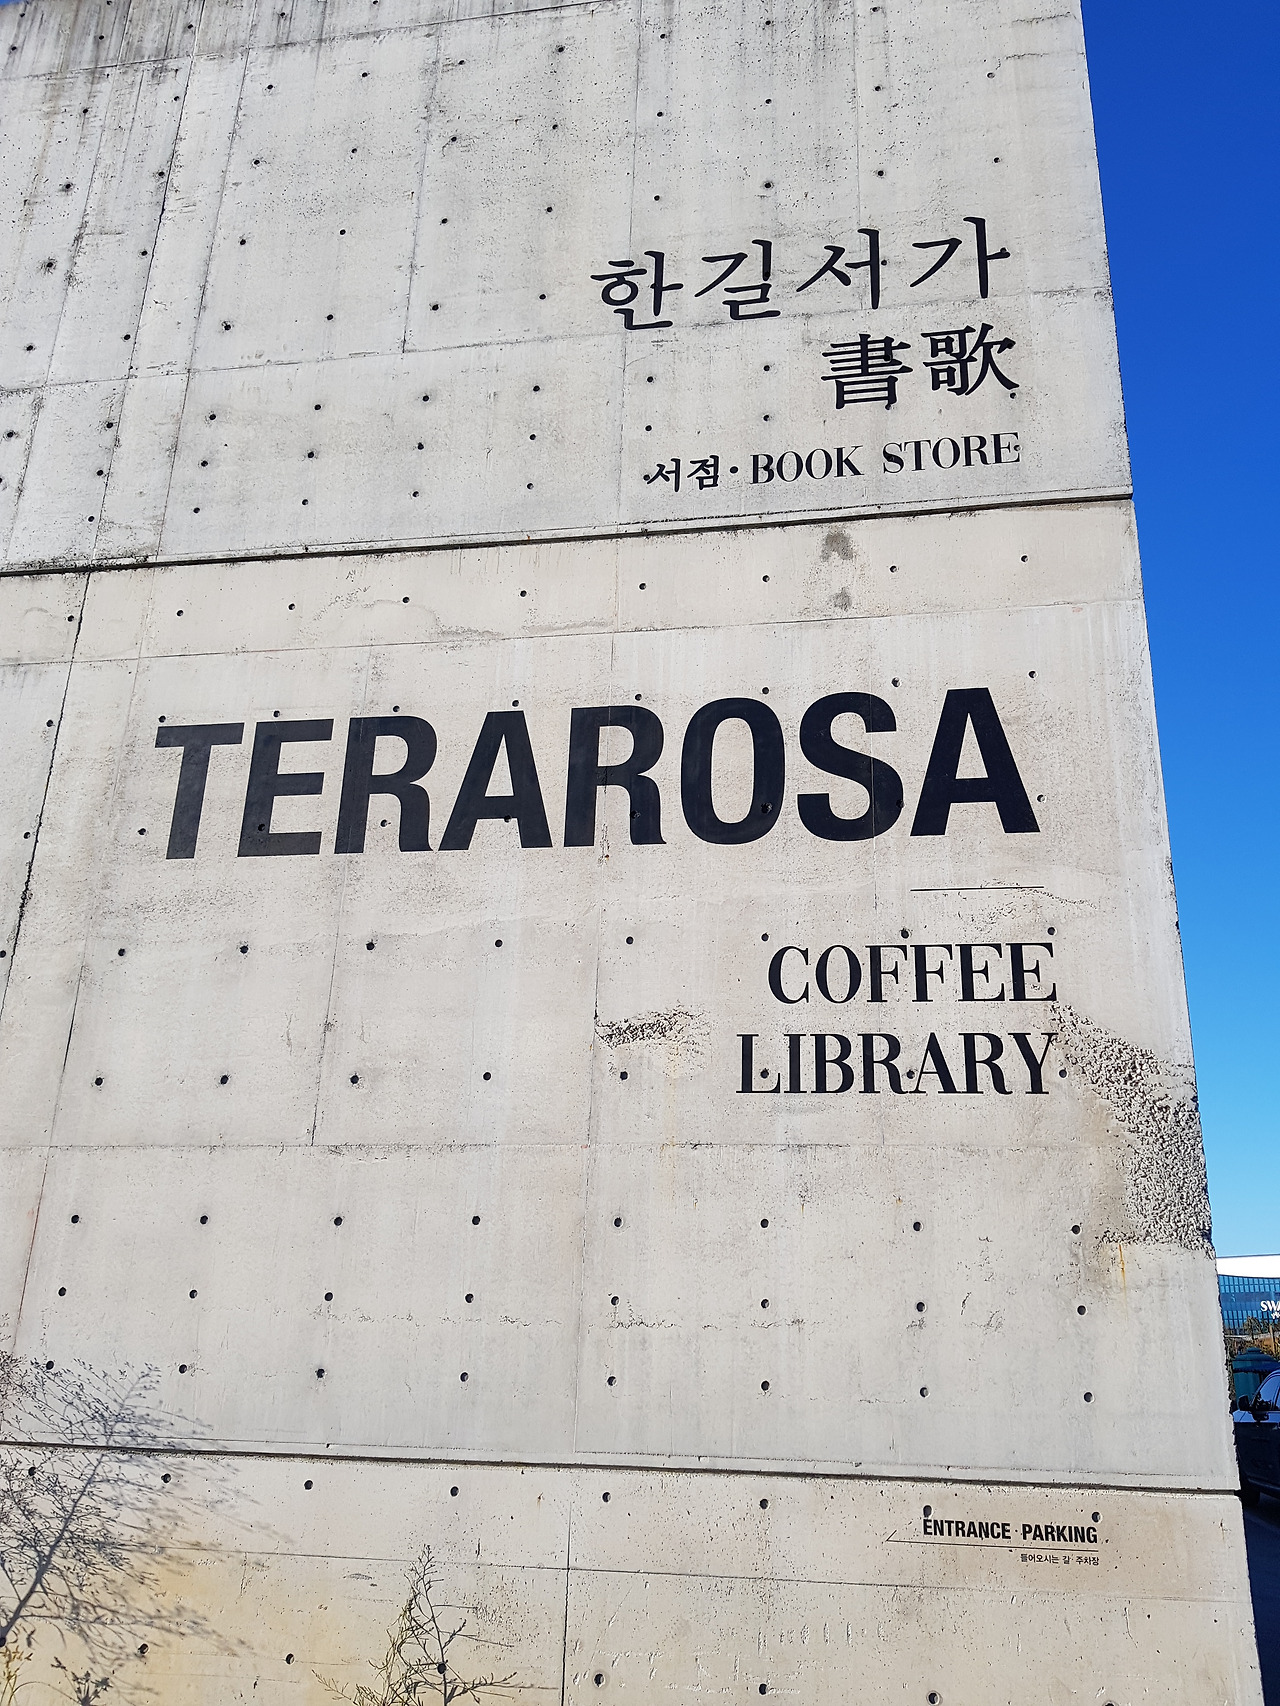 한길서가
書歌
서점·BOOK STORE
TERAROSA
COFFEE
LIBRARY
ENTRANCE·PARKING
들어오시는 길·주차장